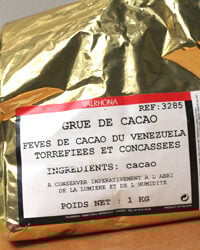 VALRHONA
REF:3285
GRUE DE CACAO
FEVES DE CACAO DU VENEZUELA
TORREFIEES ET CONCASSEES
INGREDIENTS: cacao
A CONSERVER IMPERATIVEMENT A L'ABRI
DE LA LUMIERE ET DE L'HUMIDITE
POIDS NET : 1 KG